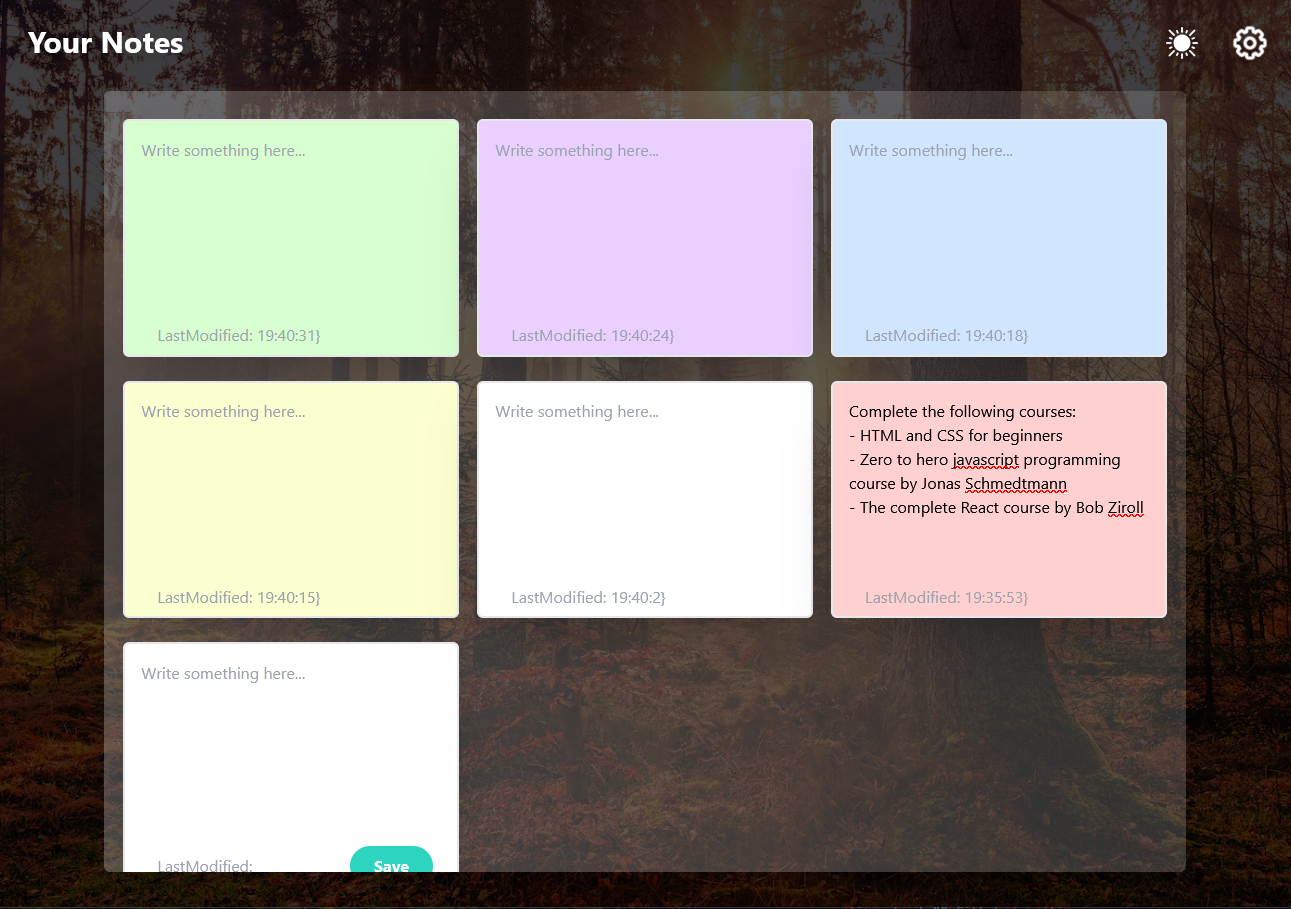 Your Notes
Write something here...
Write something here...
Write something here...
LastModified: 19:40:31}
LastModified: 19:40:24}
LastModified: 19:40:18}
Write something here...
Write something here...
Complete the following courses:
- HTML and CSS for beginners
- Zero to hero javascript programming
course by Jonas Schmedtmann
- The complete React course by Bob Ziroll
LastModified: 19:40:15}
LastModified: 19:40:2}
LastModified: 19:35:53}
Write something here...
LastModified:
Save